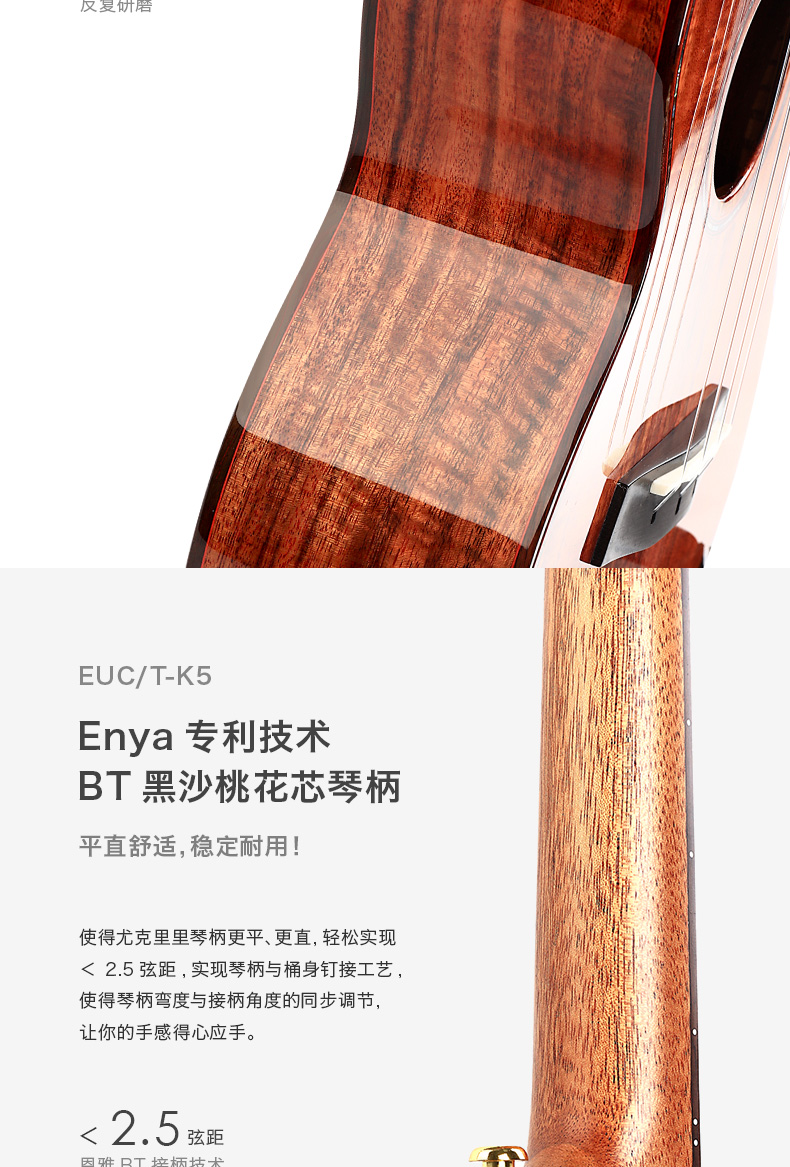 反复研磨
EUC/T-K5
Enya 专利技术
BT 黑沙桃花芯琴柄
平直舒适,稳定耐用!
使得尤克里里琴柄更平、更直,轻松实现
< 2.5 弦距,实现琴柄与桶身钉接工艺,
使得琴柄弯度与接柄角度的同步调节,
让你的手感得心应手。
< 2.5 弦距
恩雅 BT 接柄技术